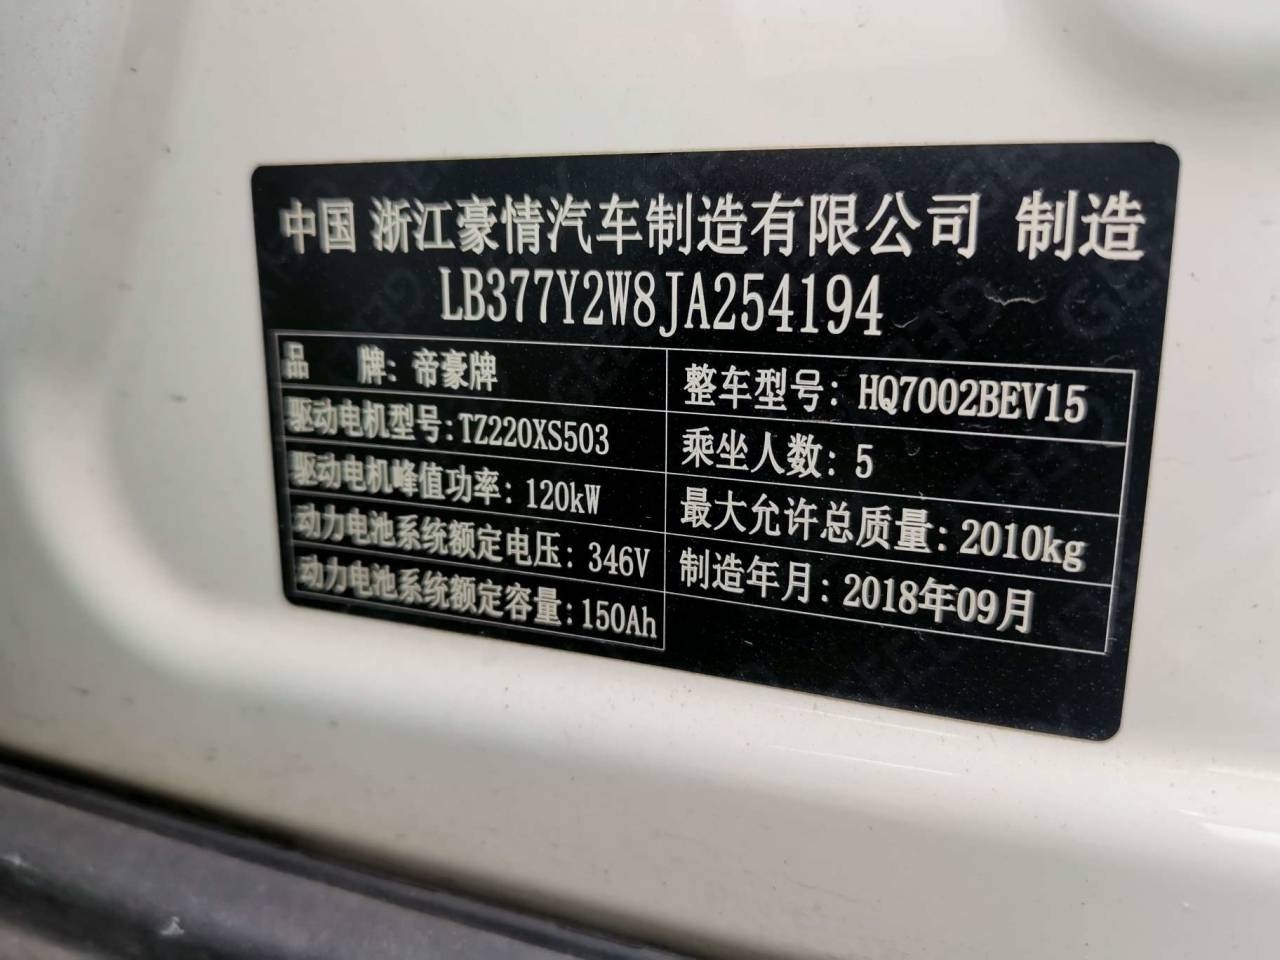 中国 浙江豪情汽车制造有限公司 制造
LB377Y2W8JA254194
品 牌: 帝豪牌
驱动电机型号:TZ220XS503
驱动电机峰值功率: 120kW
动力电池系统额定电压: 346V
动力电池系统额定容量:150Ah
整车型号: HQ7002BEV15
乘坐人数: 5
最大允许总质量: 2010kg
制造年月: 2018年09月